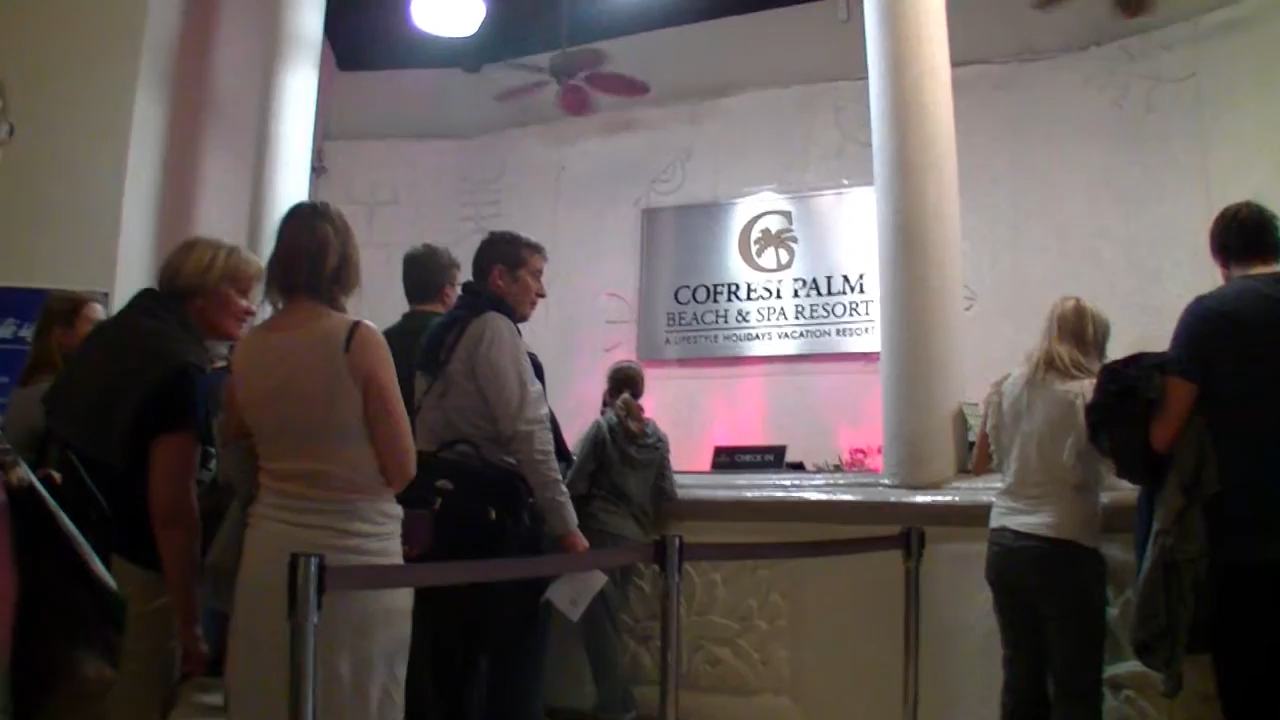 COFRESI PALM
BEACH & SPA RESORT
A LIFESTYLE HOLIDAYS VACATION RESORT
CHECK IN